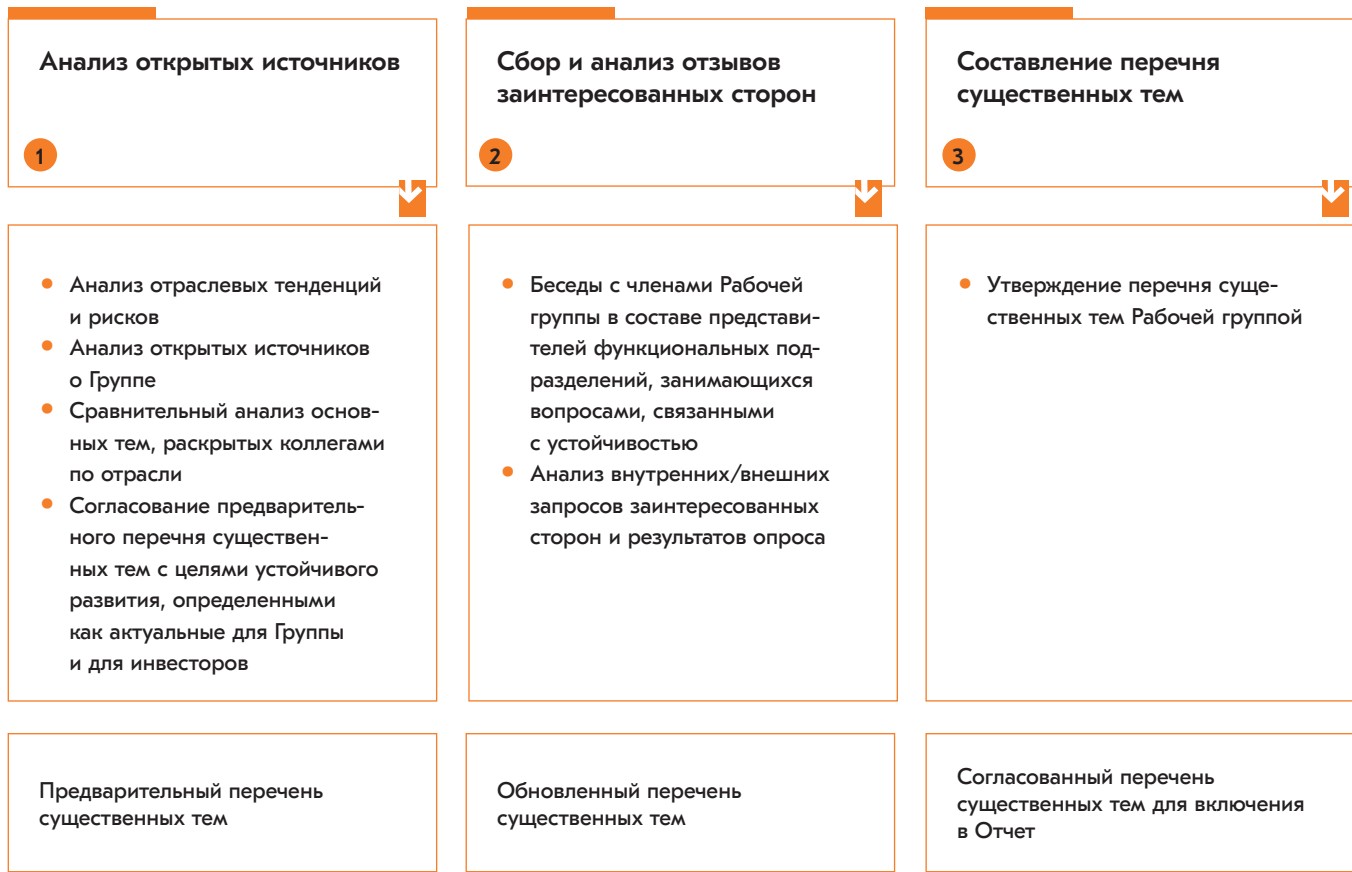 Анализ открытых источников
1
Сбор и анализ отзывов
заинтересованных сторон
2
Составление перечня
существенных тем
3
• Анализ отраслевых тенденций
и рисков
• Анализ открытых источников
о Группе
• Сравнительный анализ основ-
ных тем, раскрытых коллегами
по отрасли
• Согласование предваритель-
ного перечня существен-
ных тем с целями устойчивого
развития, определенными
как актуальные для Группы
и для инвесторов
• Беседы с членами Рабочей
группы в составе представи-
телей функциональных под-
разделений, занимающихся
вопросами, связанными
с устойчивостью
• Анализ внутренних/внешних
запросов заинтересованных
сторон и результатов опроса
• Утверждение перечня суще-
ственных тем Рабочей группой
Предварительный перечень
существенных тем
Обновленный перечень
существенных тем
Согласованный перечень
существенных тем для включения
в Отчет